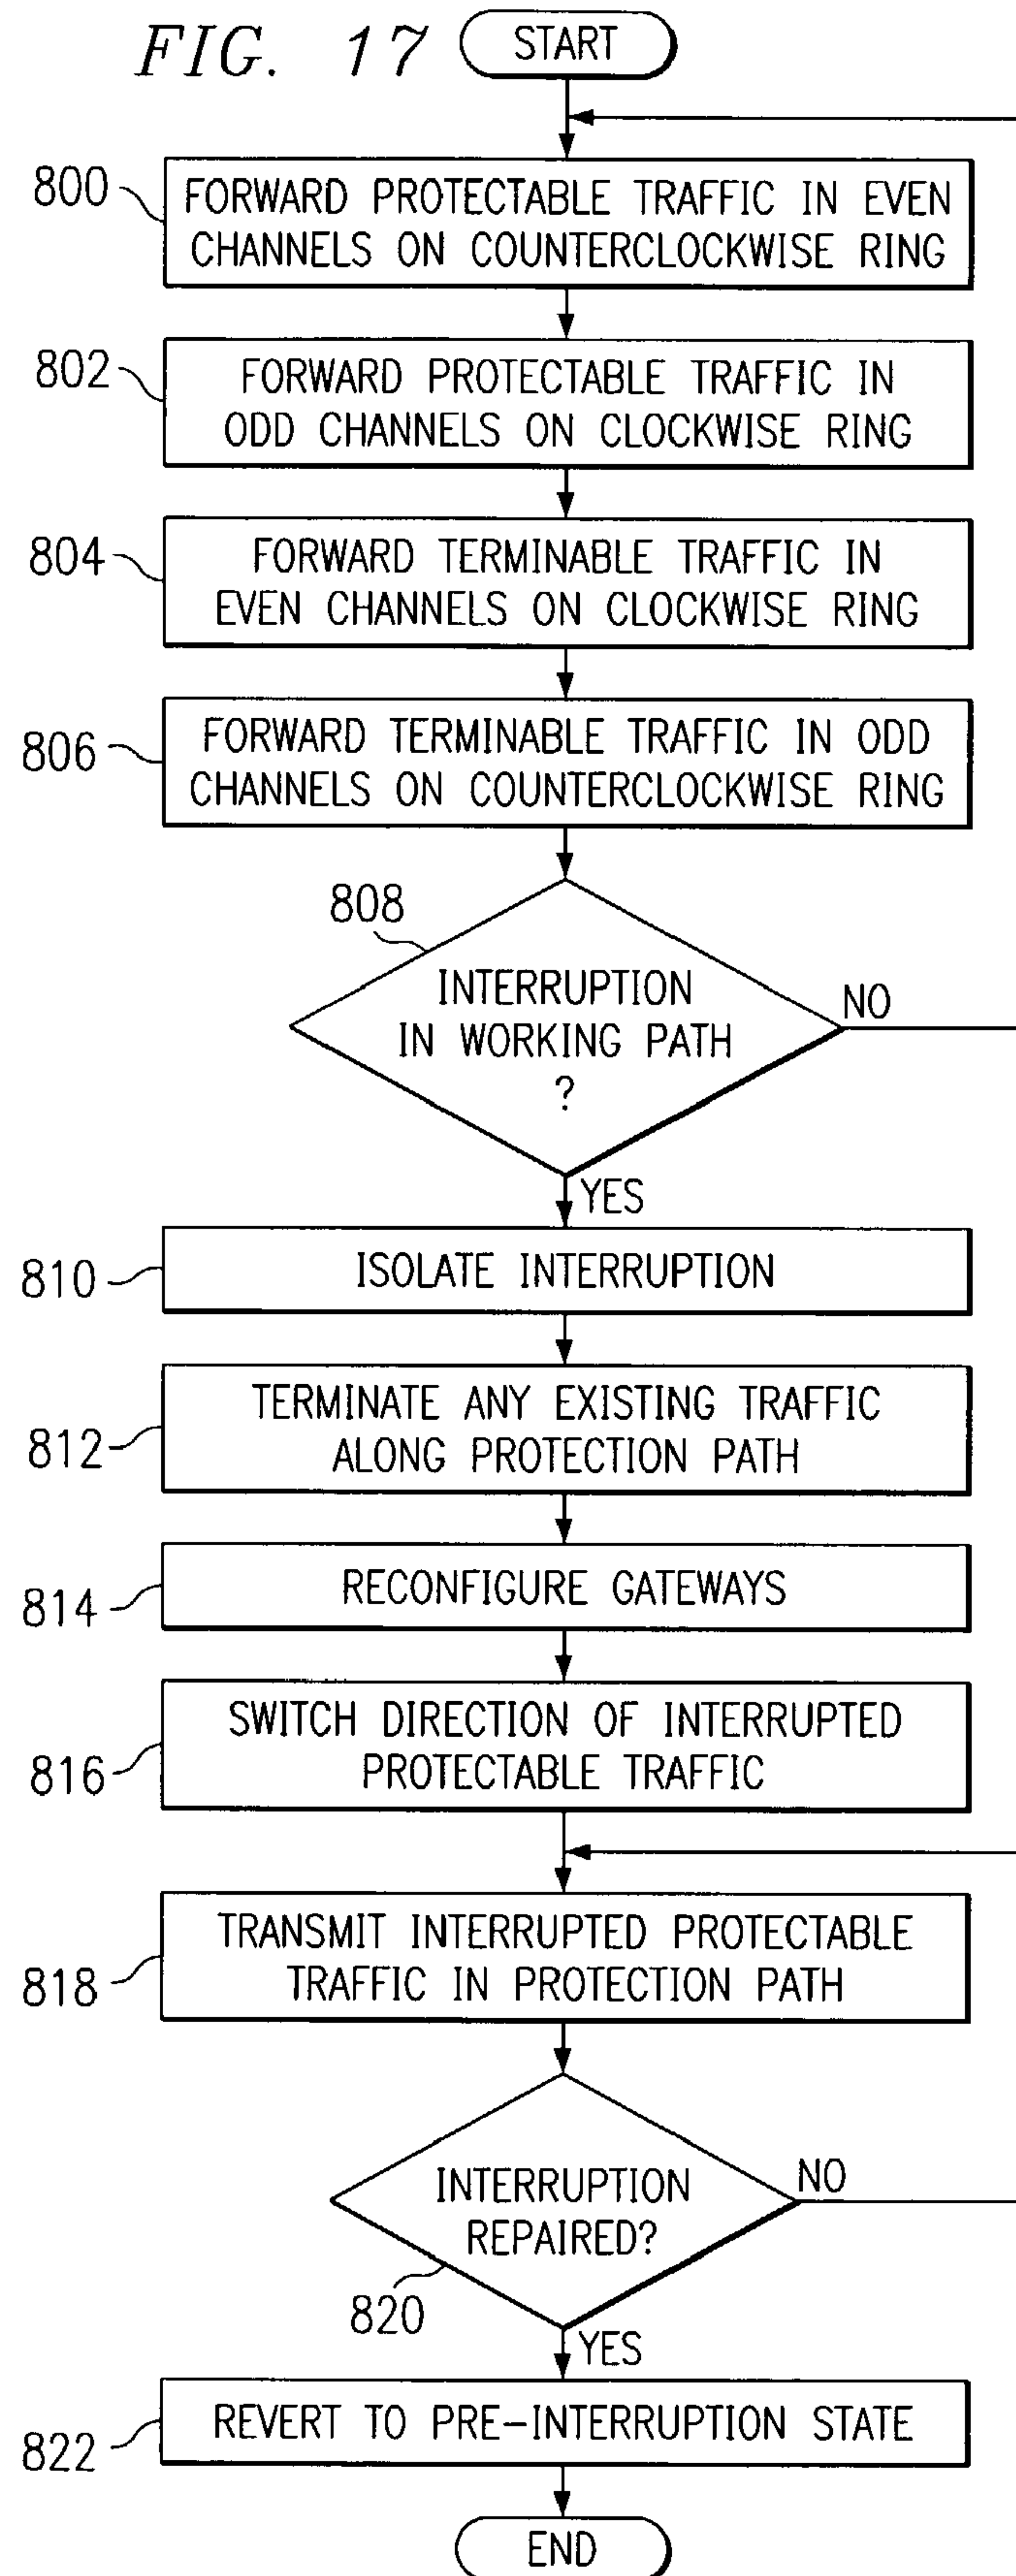 FIG. 17
START
800
FORWARD PROTECTABLE TRAFFIC IN EVEN
CHANNELS ON COUNTERCLOCKWISE RING
802
FORWARD PROTECTABLE TRAFFIC IN
ODD CHANNELS ON CLOCKWISE RING
804
FORWARD TERMINABLE TRAFFIC IN
EVEN CHANNELS ON CLOCKWISE RING
806
FORWARD TERMINABLE TRAFFIC IN ODD
CHANNELS ON COUNTERCLOCKWISE RING
808
INTERRUPTION
IN WORKING PATH
?
NO
YES
810
ISOLATE INTERRUPTION
812
TERMINATE ANY EXISTING TRAFFIC
ALONG PROTECTION PATH
814
RECONFIGURE GATEWAYS
816
SWITCH DIRECTION OF INTERRUPTED
PROTECTABLE TRAFFIC
818
TRANSMIT INTERRUPTED PROTECTABLE
TRAFFIC IN PROTECTION PATH
INTERRUPTION
REPAIRED?
NO
820
YES
822
REVERT TO PRE-INTERRUPTION STATE
END